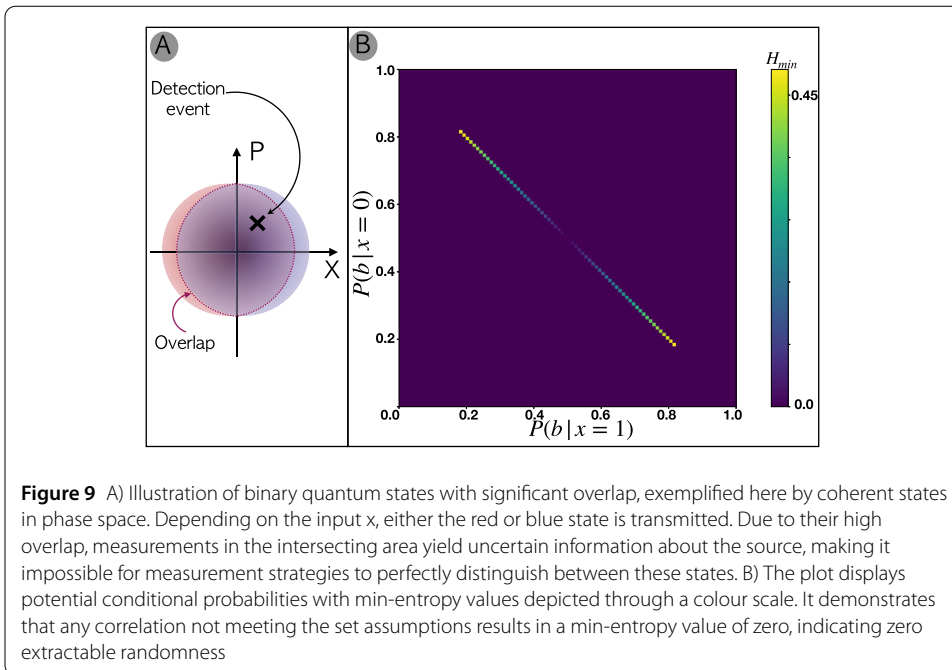 A
B
Detection
event
P
X
Overlap
P(b|x = 0)
1.0
0.8
0.6
0.4
0.2
0.0
0.2
0.4
0.6
0.8
1.0
P(b|x = 1)
H_min
0.45
0.0
Figure 9 A) Illustration of binary quantum states with significant overlap, exemplified here by coherent states
in phase space. Depending on the input x, either the red or blue state is transmitted. Due to their high
overlap, measurements in the intersecting area yield uncertain information about the source, making it
impossible for measurement strategies to perfectly distinguish between these states. B) The plot displays
potential conditional probabilities with min-entropy values depicted through a colour scale. It demonstrates
that any correlation not meeting the set assumptions results in a min-entropy value of zero, indicating zero
extractable randomness